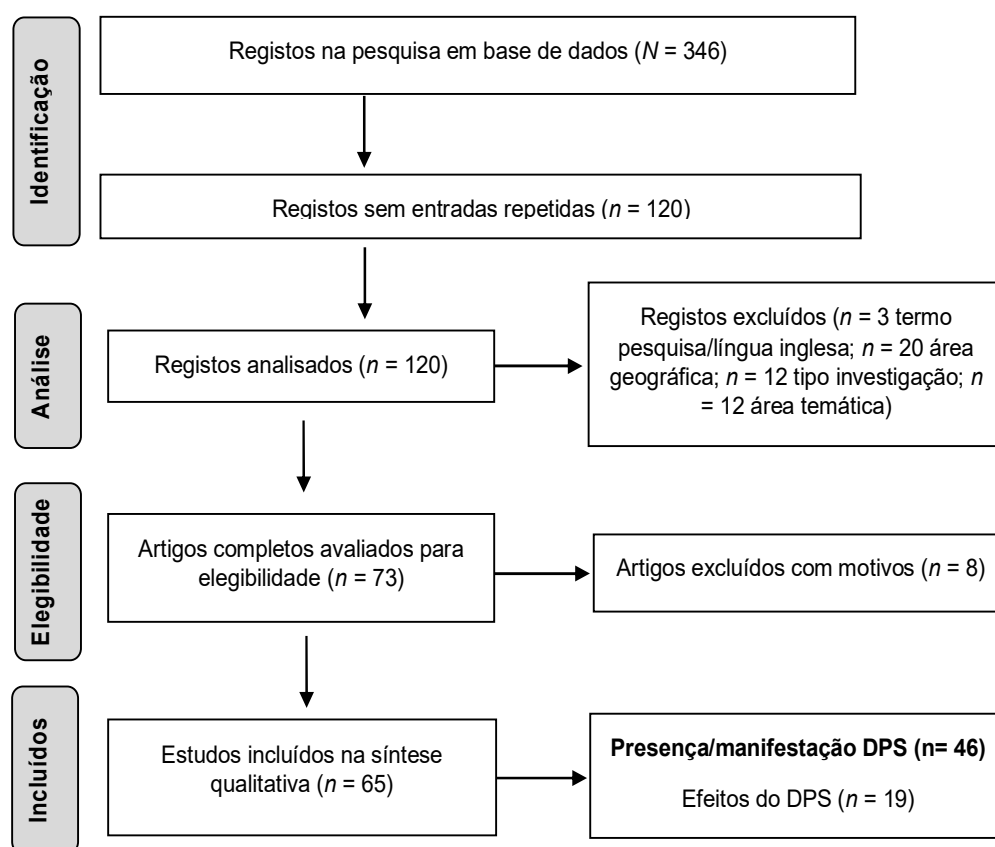 Identificação
Registos na pesquisa em base de dados (N = 346)
Registos sem entradas repetidas (n = 120)
Análise
Registos analisados (n = 120)
Registos excluídos (n = 3 termo
pesquisa/língua inglesa; n = 20 área
geográfica; n = 12 tipo investigação; n
= 12 área temática)
Elegibilidade
Artigos completos avaliados para
elegibilidade (n = 73)
Artigos excluídos com motivos (n = 8)
Incluídos
Estudos incluídos na síntese
qualitativa (n = 65)
Presença/manifestação DPS (n= 46)
Efeitos do DPS (n = 19)